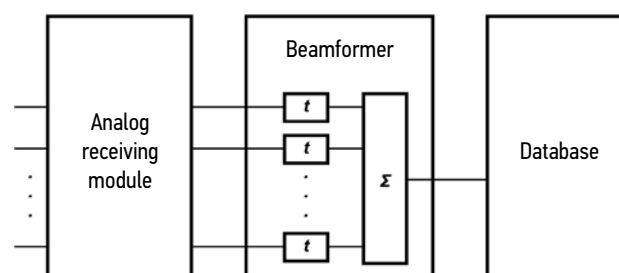 Analog
receiving
module
Beamformer
t
t
t
Σ
Database